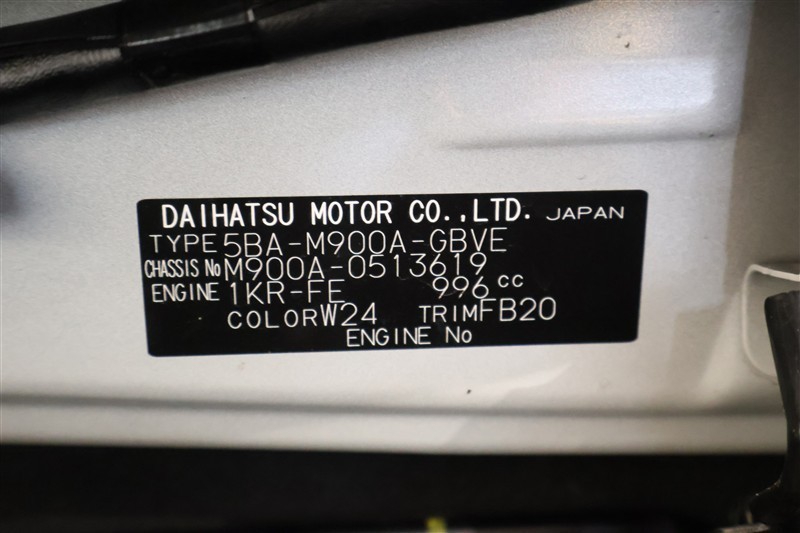 DAIHATSU MOTOR CO.,LTD. JAPAN
TYPE 5BA-M900A-GBVE
CHASSIS No M900A-0513619
ENGINE 1KR-FE 996 cc
COLOR W24 TRIM FB20
ENGINE No